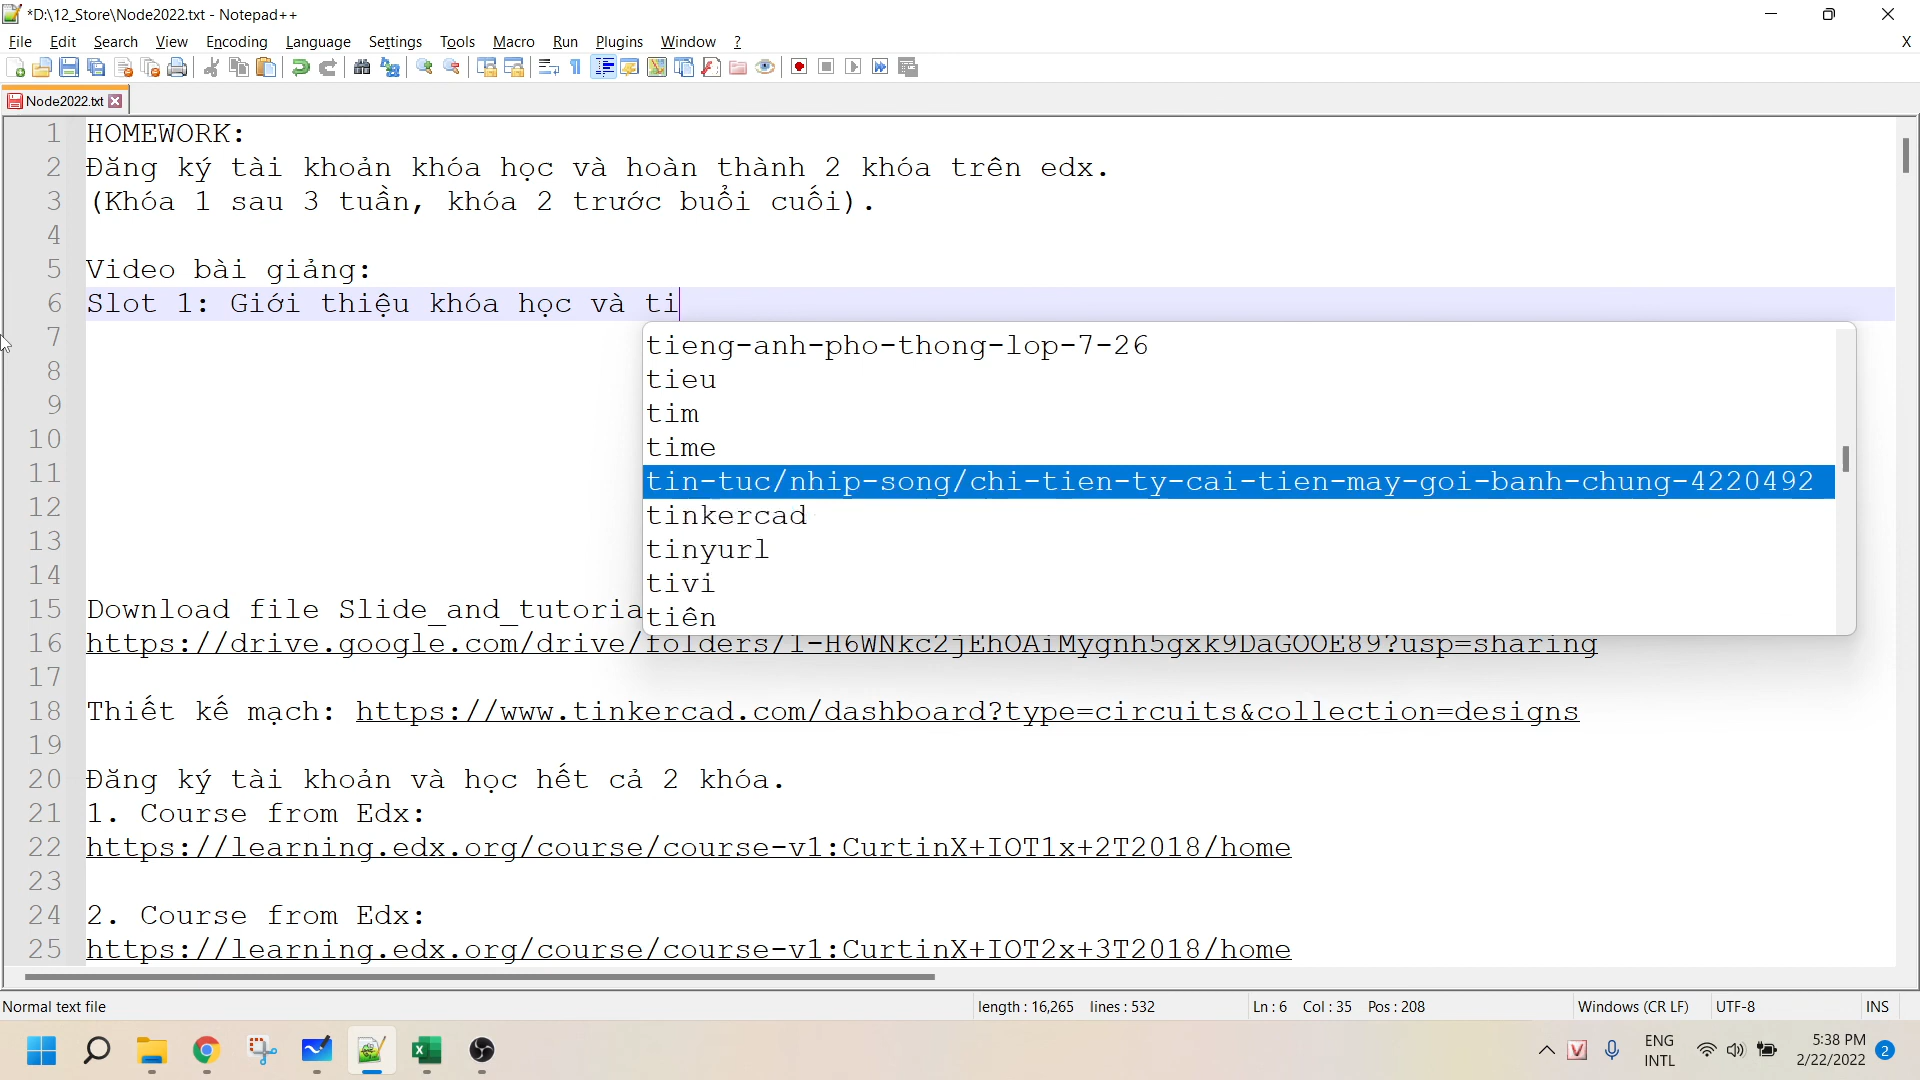 *D:\12_Store\Node2022.txt - Notepad++
File Edit Search View Encoding Language Settings Tools Macro Run Plugins Window ? X
Node2022.txt
1 HOMEWORK:
2 Đăng ký tài khoản khóa học và hoàn thành 2 khóa trên edx.
3 (Khóa 1 sau 3 tuần, khóa 2 trước buổi cuối).
4
5 Video bài giảng:
6 Slot 1: Giới thiệu khóa học và ti
7
8
9
10
11
12
13
14
tieng-anh-pho-thong-lop-7-26
tieu
tim
time
tin-tuc/nhip-song/chi-tien-ty-cai-tien-may-goi-banh-chung-4220492
tinkercad
tinyurl
tivi
tiên
15 Download file Slide_and_tutoria
16 https://drive.google.com/drive/folders/1-H6WNkc2jEhOAiMygnh5gxk9DaGOOE89?usp=sharing
17
18 Thiết kế mạch: https://www.tinkercad.com/dashboard?type=circuits&collection=designs
19
20 Đăng ký tài khoản và học hết cả 2 khóa.
21 1. Course from Edx:
22 https://learning.edx.org/course/course-v1:CurtinX+IOT1x+2T2018/home
23
24 2. Course from Edx:
25 https://learning.edx.org/course/course-v1:CurtinX+IOT2x+3T2018/home
Normal text file length : 16,265 lines : 532 Ln : 6 Col : 35 Pos : 208 Windows (CR LF) UTF-8 INS
ENG
INTL
5:38 PM
2/22/2022
2